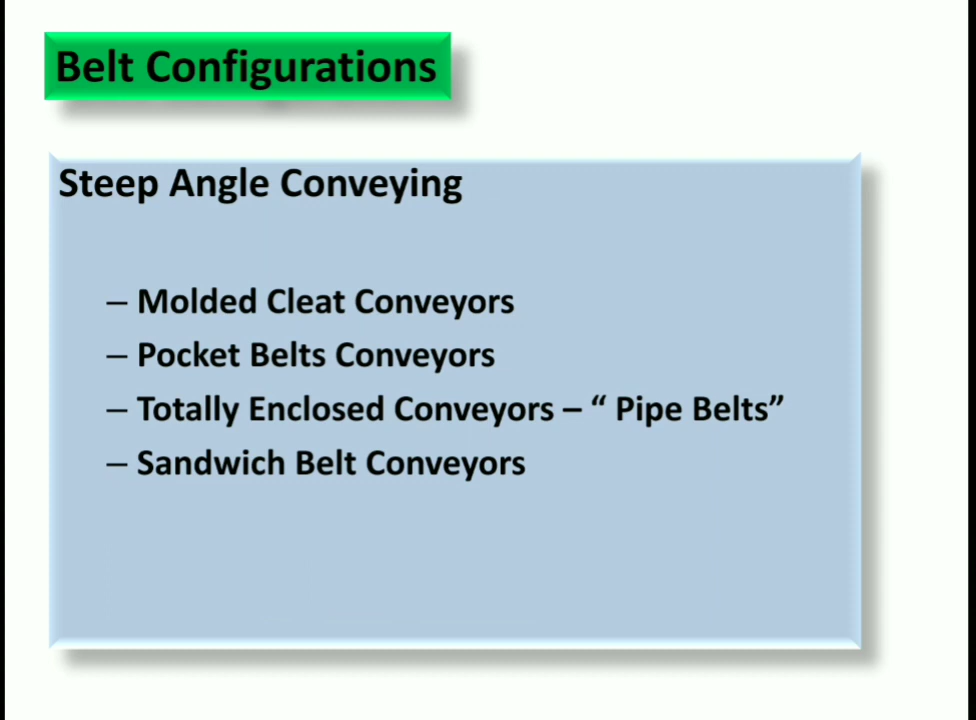 Belt Configurations
Steep Angle Conveying
– Molded Cleat Conveyors
– Pocket Belts Conveyors
– Totally Enclosed Conveyors – “ Pipe Belts”
– Sandwich Belt Conveyors